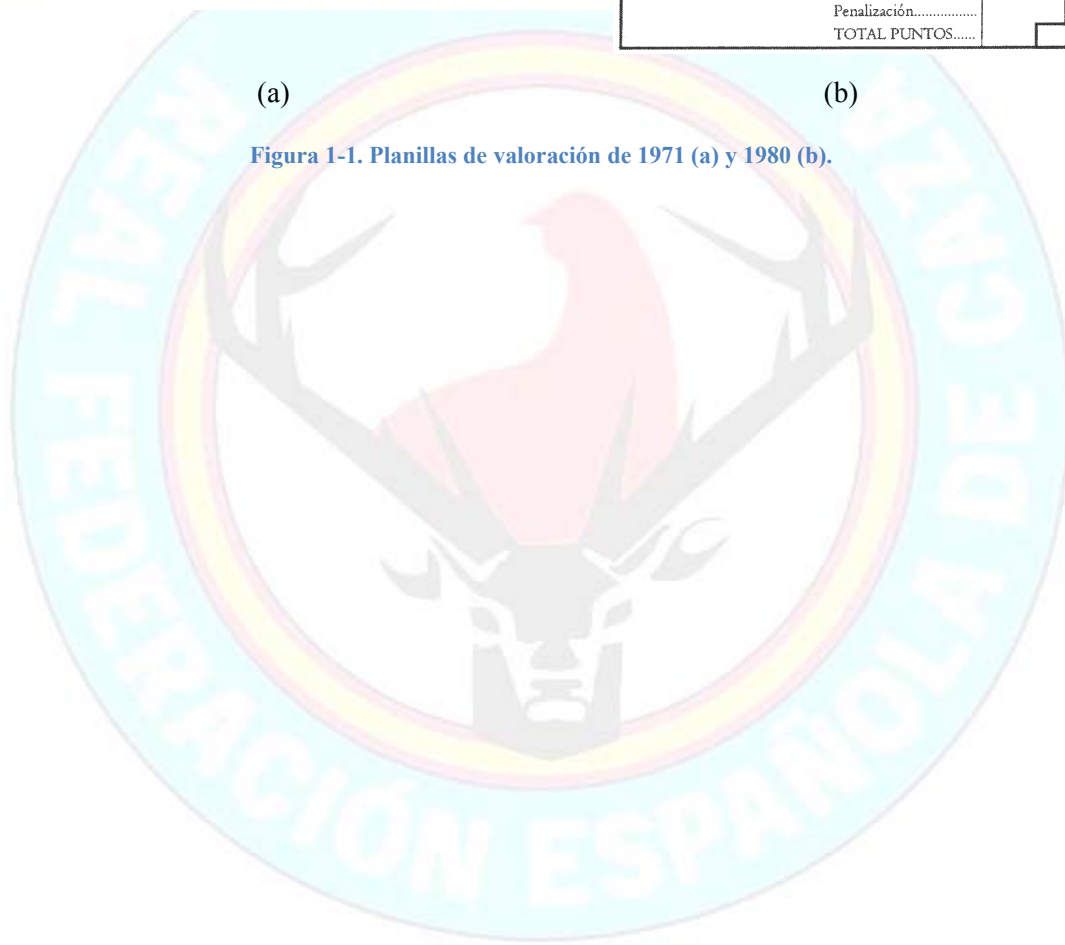 Penalización................
TOTAL PUNTOS......
(a) (b)
Figura 1-1. Planillas de valoración de 1971 (a) y 1980 (b).
REAL FEDERACIÓN ESPAÑOLA DE CAZA